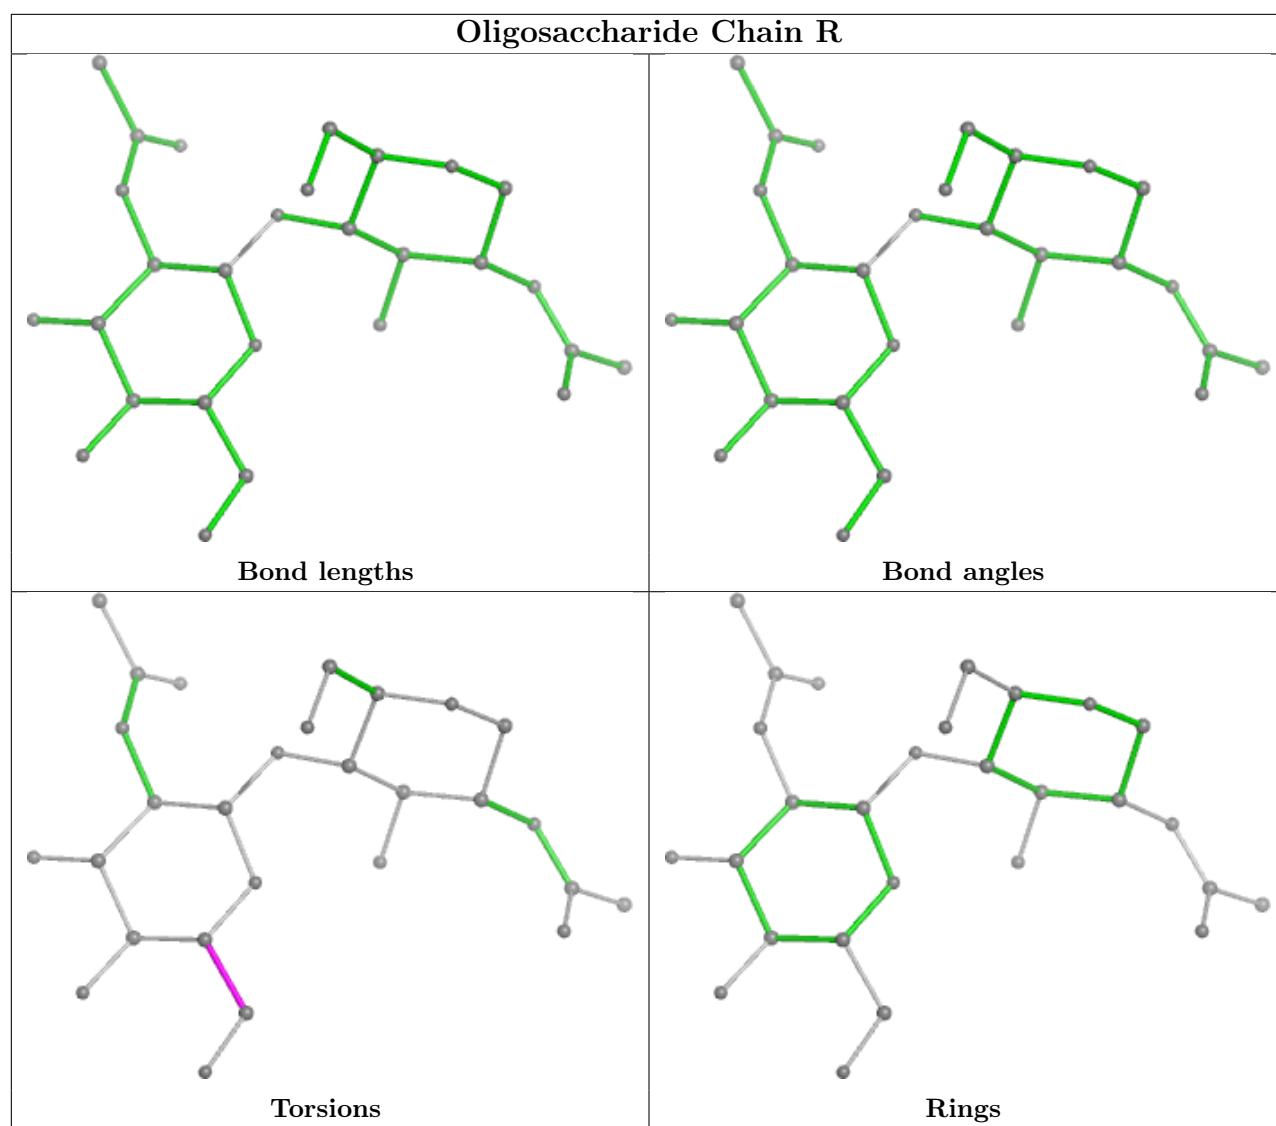 Oligosaccharide Chain R
Bond lengths
Bond angles
Torsions
Rings